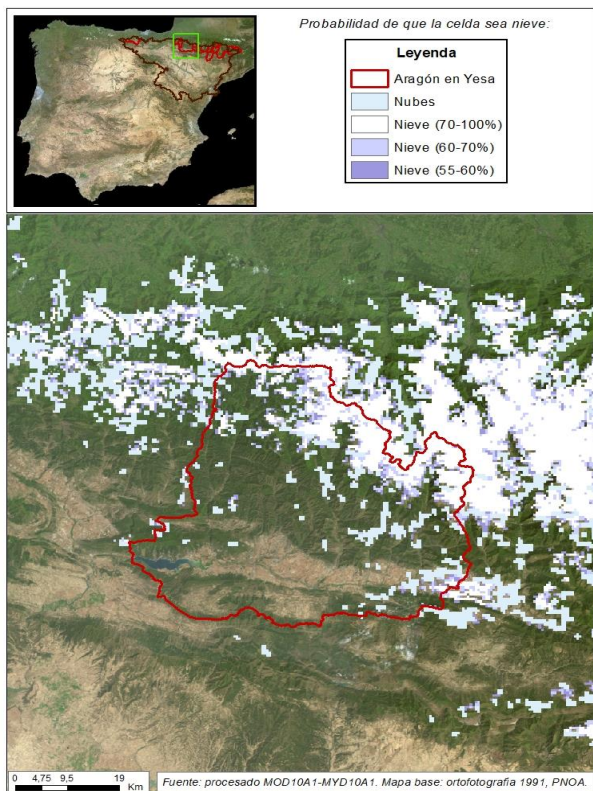 Probabilidad de que la celda sea nieve:
Leyenda
Aragón en Yesa
Nubes
Nieve (70-100%)
Nieve (60-70%)
Nieve (55-60%)
0 4,75 9,5 19
Km
Fuente: procesado MOD10A1-MYD10A1. Mapa base: ortofotografía 1991, PNOA.